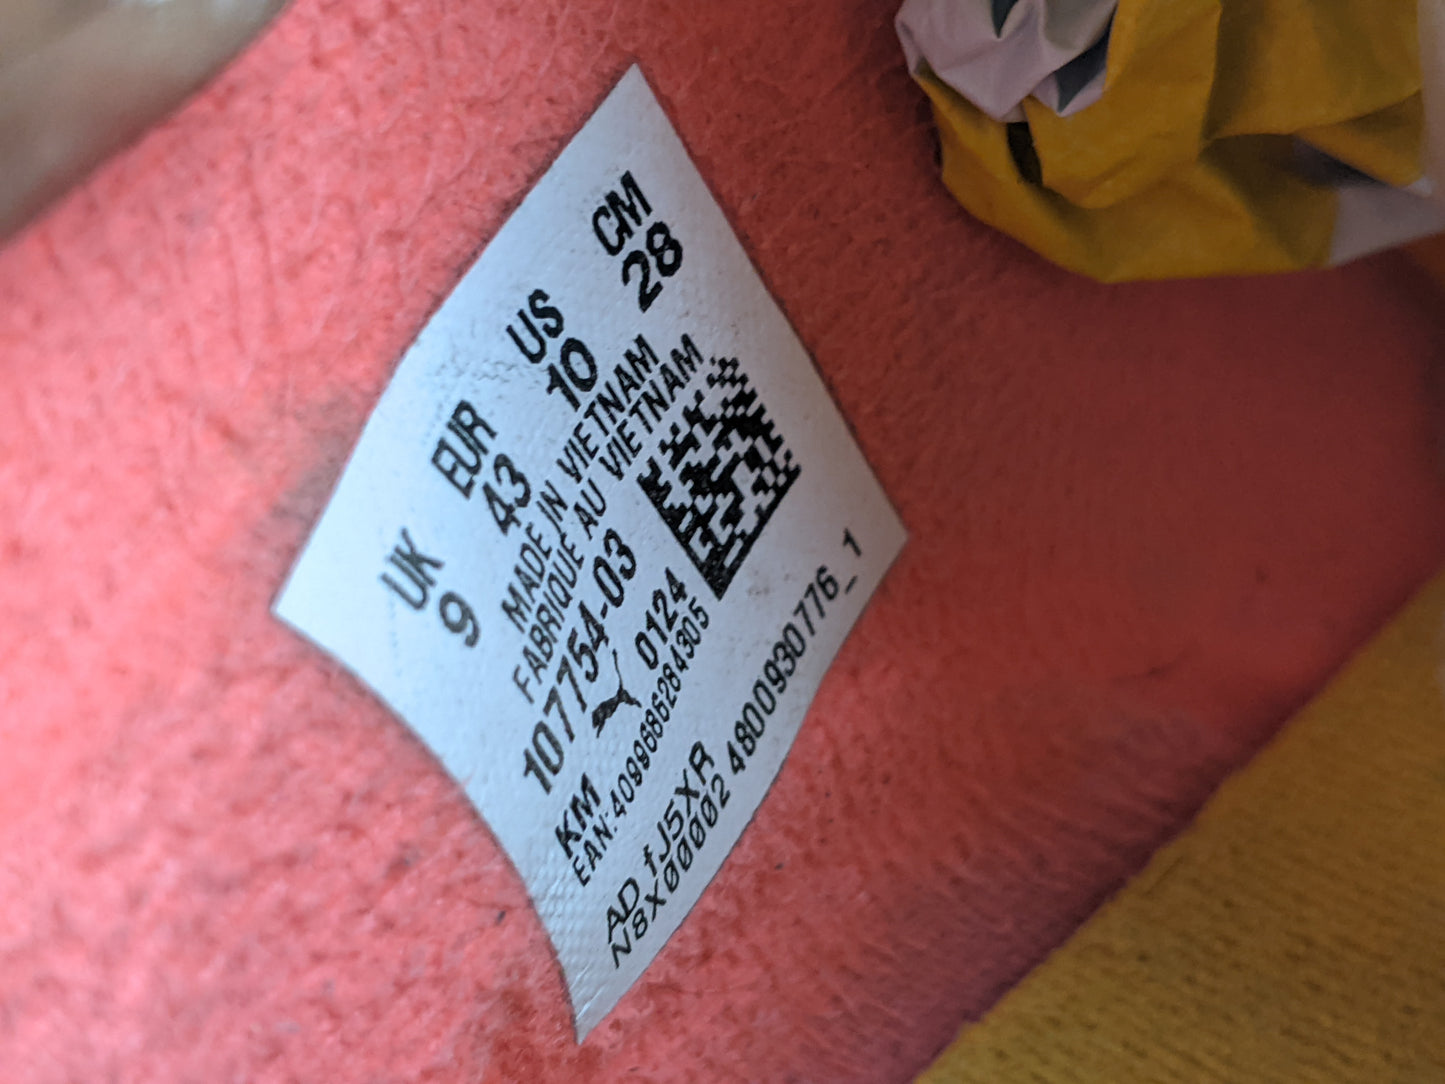 UK EUR US CM
9 43 10 28
MADE IN VIETNAM
FABRIQUE AU VIETNAM
107754-03
KM 0124
EAN:4099686284305
AD 1J5XR
N8X00002 4800930776_1